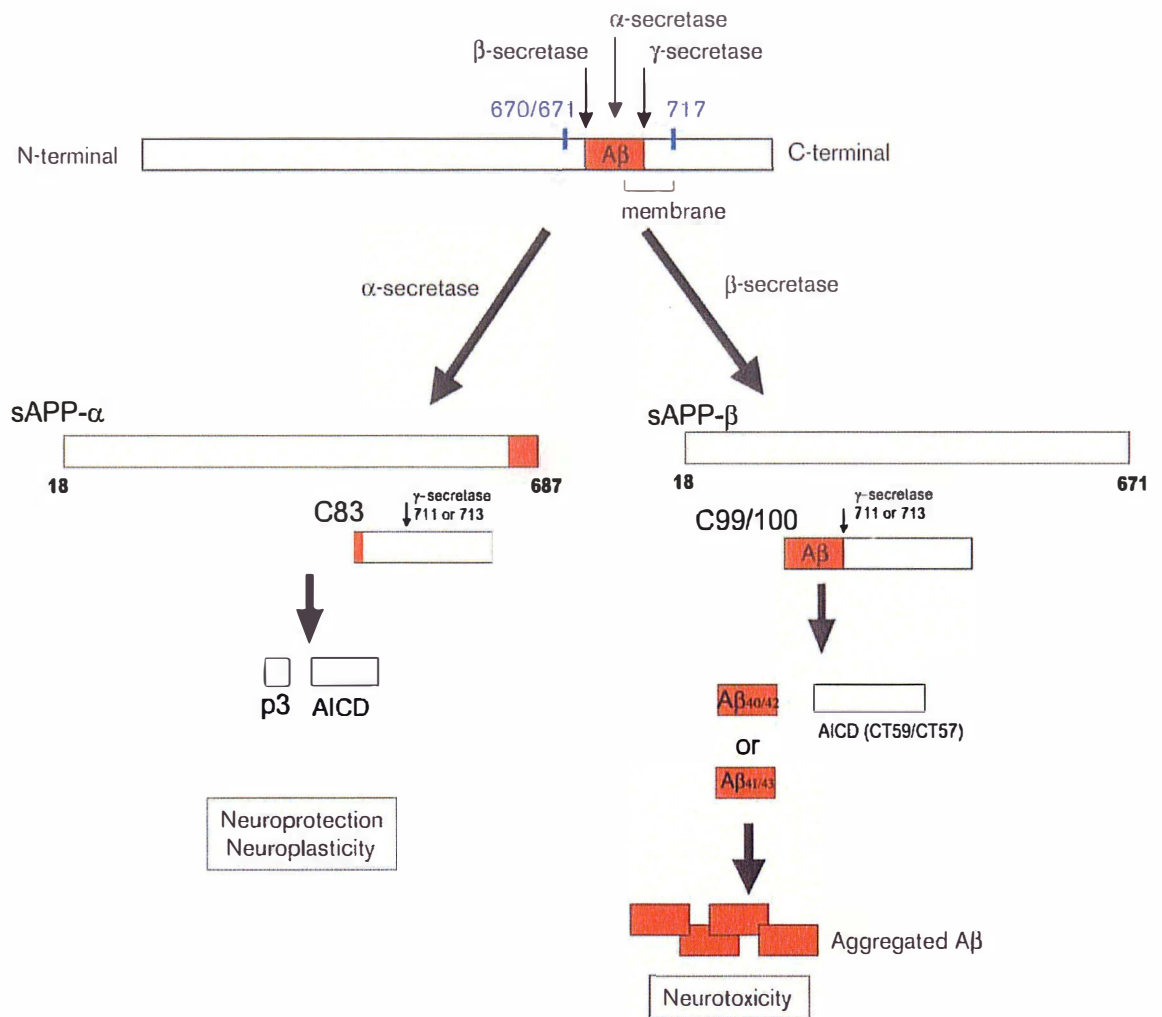 α-secretase
β-secretase
γ-secretase
670/671
717
N-terminal
Aβ
C-terminal
membrane
α-secretase
β-secretase
sAPP-α
18
687
sAPP-β
18
671
C83
γ-secretase
711 or 713
C99/100
γ-secretase
711 or 713
Aβ
p3
AICD
Aβ40/42
AICD (CT59/CT57)
or
Aβ41/43
Neuroprotection
Neuroplasticity
Aggregated Aβ
Neurotoxicity